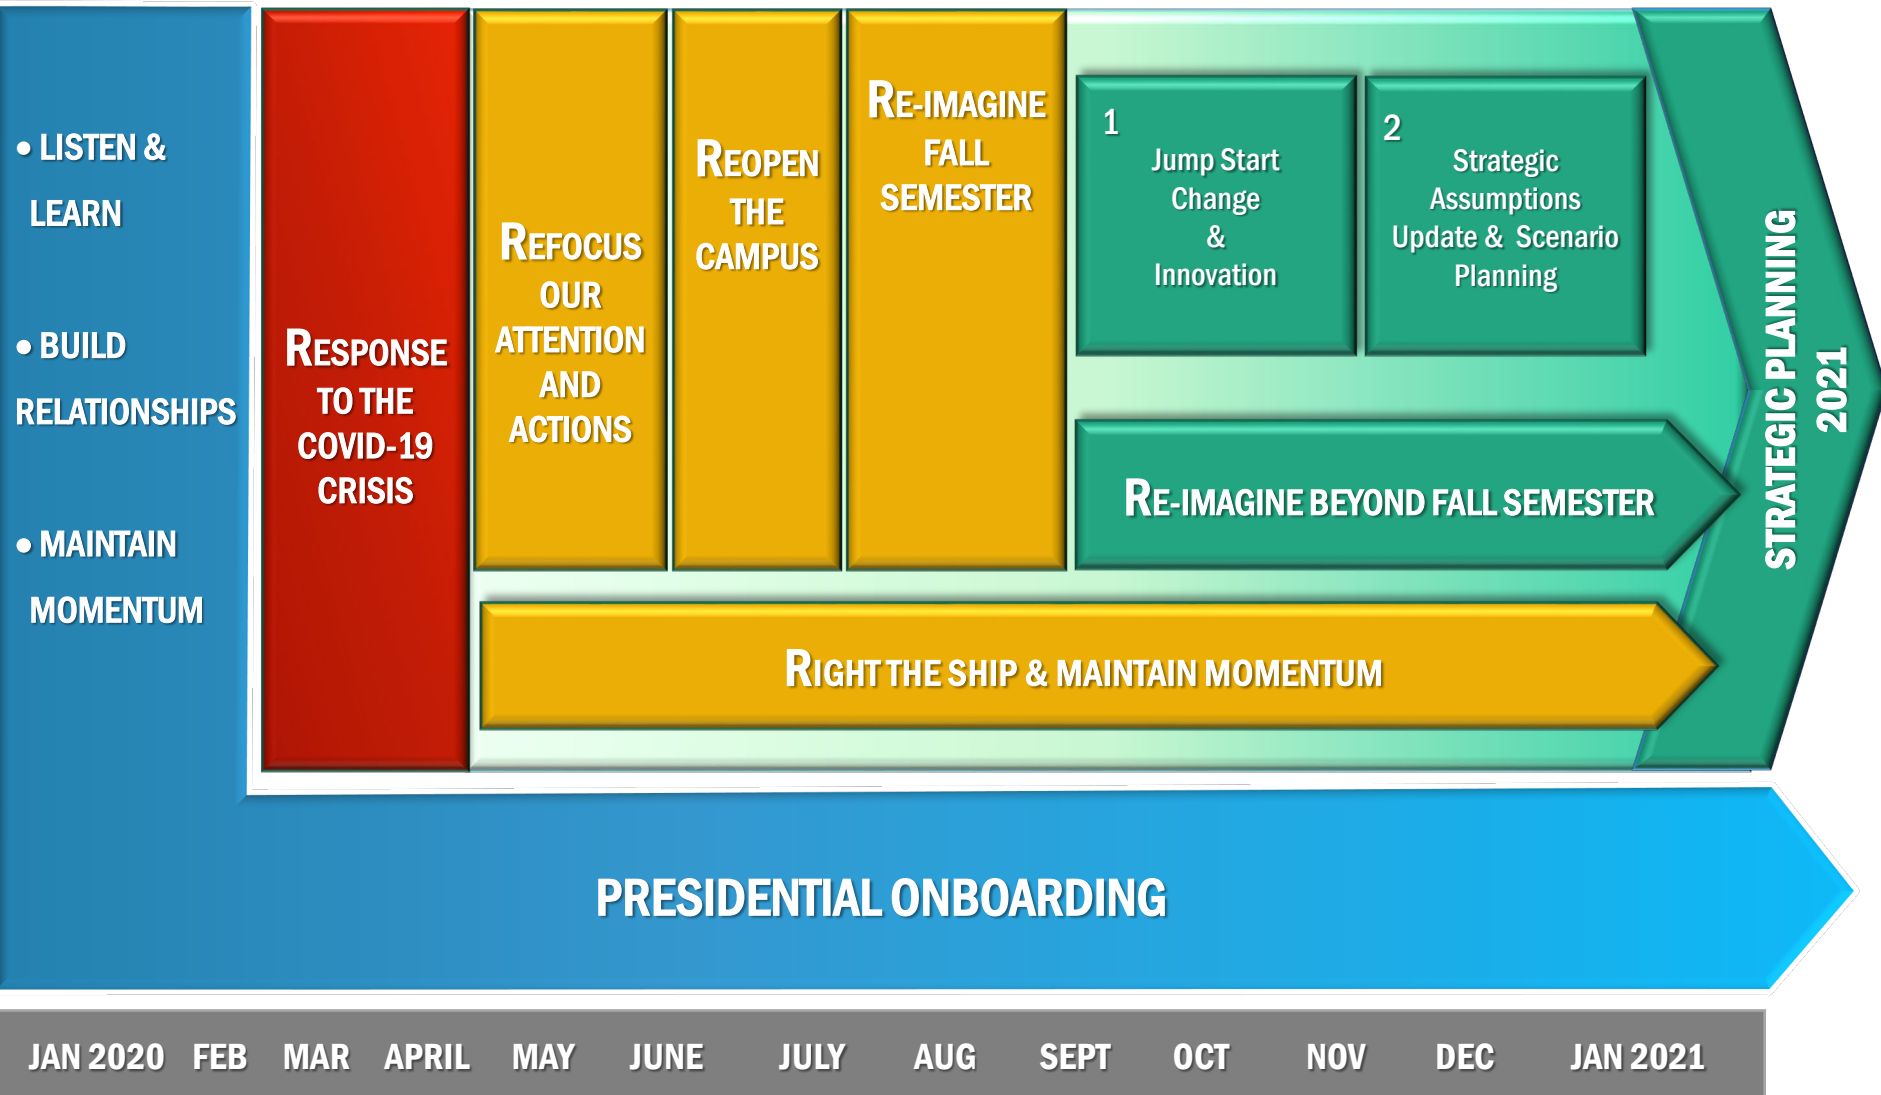 • LISTEN &
LEARN
• BUILD
RELATIONSHIPS
• MAINTAIN
MOMENTUM
RESPONSE
TO THE
COVID-19
CRISIS
REFOCUS
OUR
ATTENTION
AND
ACTIONS
REOPEN
THE
CAMPUS
RE-IMAGINE
FALL
SEMESTER
1
Jump Start
Change
&
Innovation
2
Strategic
Assumptions
Update & Scenario
Planning
RE-IMAGINE BEYOND FALL SEMESTER
RIGHT THE SHIP & MAINTAIN MOMENTUM
STRATEGIC PLANNING
2021
PRESIDENTIAL ONBOARDING
JAN 2020 FEB MAR APRIL MAY JUNE JULY AUG SEPT OCT NOV DEC JAN 2021